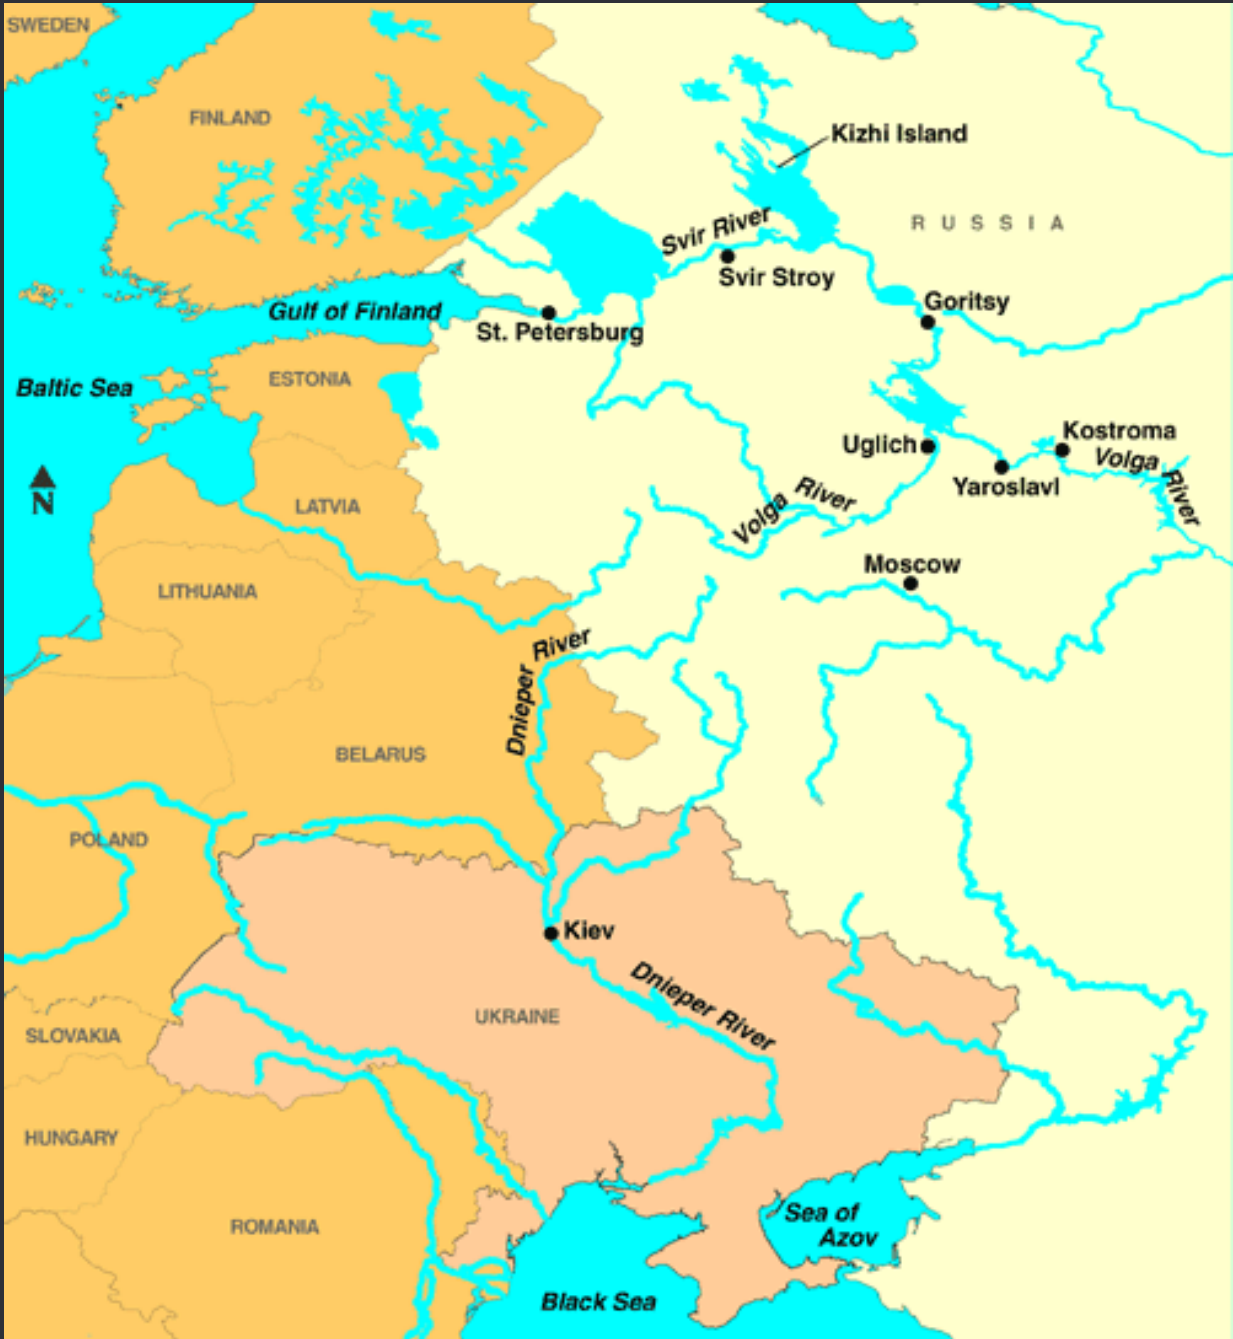 SWEDEN
FINLAND
Kizhi Island
R U S S I A
Svir River
Svir Stroy
Goritsy
Gulf of Finland
St. Petersburg
Baltic Sea
ESTONIA
Uglich
Kostroma
Volga River
Yaroslavl
N
LATVIA
Volga River
Moscow
LITHUANIA
Dnieper River
BELARUS
POLAND
Kiev
Dnieper River
UKRAINE
SLOVAKIA
HUNGARY
ROMANIA
Sea of
Azov
Black Sea